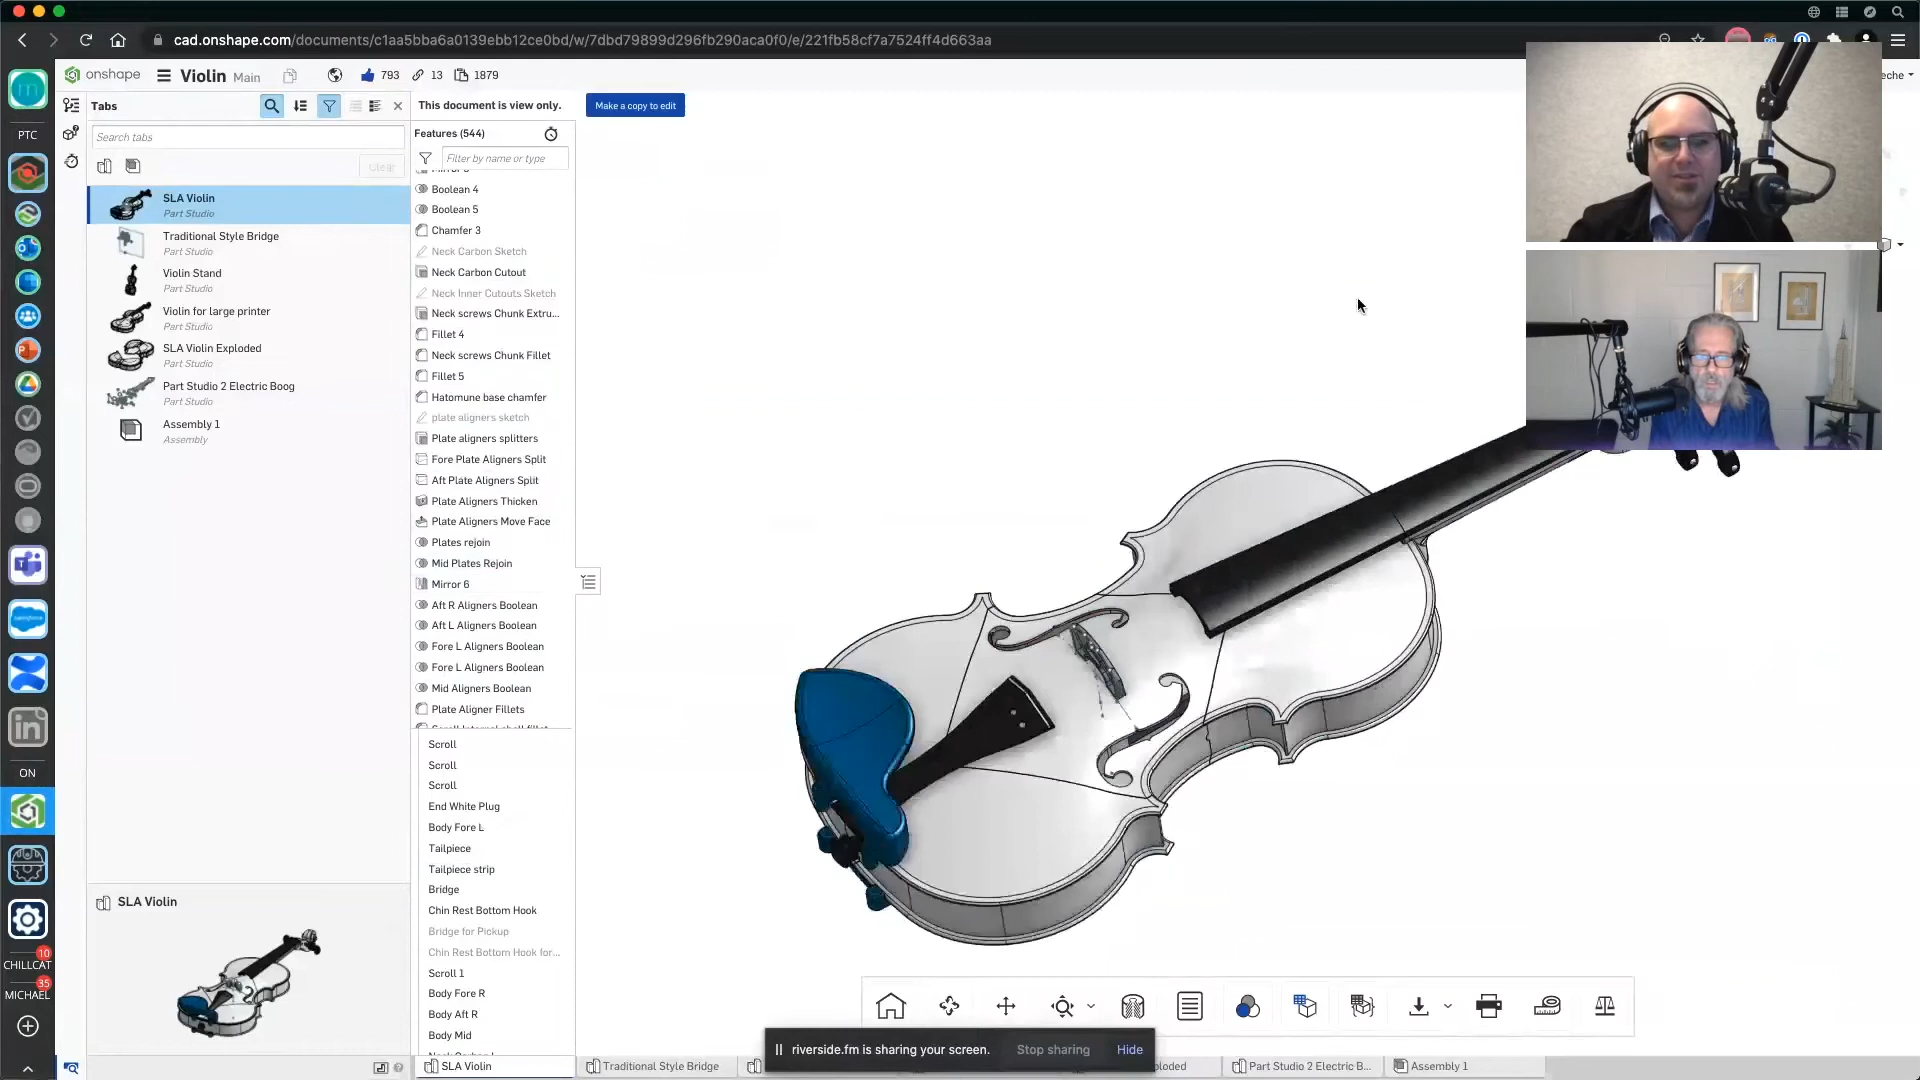 cad.onshape.com/documents/c1aa5bba6a0139ebb12ce0bd/w/7dbd79899d296fb290aca0f0/e/221fb58cf7a7524ff4d663aa
onshape
Violin Main
793
13
1879
eche
PTC
ON
10
CHILLCAT
35
MICHAEL
salesforce
Tabs
Search tabs
Clear
SLA Violin
Part Studio
Traditional Style Bridge
Part Studio
Violin Stand
Part Studio
Violin for large printer
Part Studio
SLA Violin Exploded
Part Studio
Part Studio 2 Electric Boog
Part Studio
Assembly 1
Assembly
SLA Violin
This document is view only.
Make a copy to edit
Features (544)
Filter by name or type
Boolean 4
Boolean 5
Chamfer 3
Neck Carbon Sketch
Neck Carbon Cutout
Neck Inner Cutouts Sketch
Neck screws Chunk Extru...
Fillet 4
Neck screws Chunk Fillet
Fillet 5
Hatomune base chamfer
plate aligners sketch
Plate aligners splitters
Fore Plate Aligners Split
Aft Plate Aligners Split
Plate Aligners Thicken
Plate Aligners Move Face
Plates rejoin
Mid Plates Rejoin
Mirror 6
Aft R Aligners Boolean
Aft L Aligners Boolean
Fore L Aligners Boolean
Fore L Aligners Boolean
Mid Aligners Boolean
Plate Aligner Fillets
Scroll
Scroll
Scroll
End White Plug
Body Fore L
Tailpiece
Tailpiece strip
Bridge
Chin Rest Bottom Hook
Bridge for Pickup
Chin Rest Bottom Hook for...
Scroll 1
Body Fore R
Body Aft R
Body Mid
riverside.fm is sharing your screen.
Stop sharing
Hide
SLA Violin
Traditional Style Bridge
ploded
Part Studio 2 Electric B...
Assembly 1